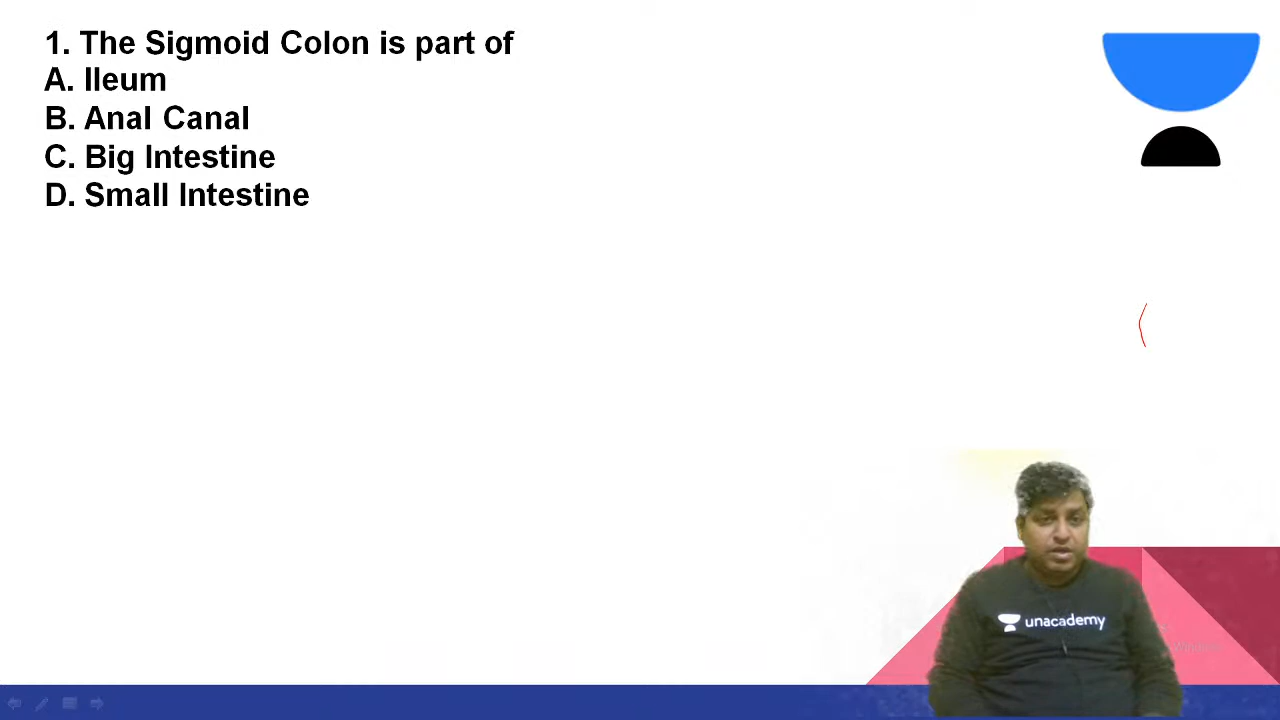 1. The Sigmoid Colon is part of
A. Ileum
B. Anal Canal
C. Big Intestine
D. Small Intestine
unacademy